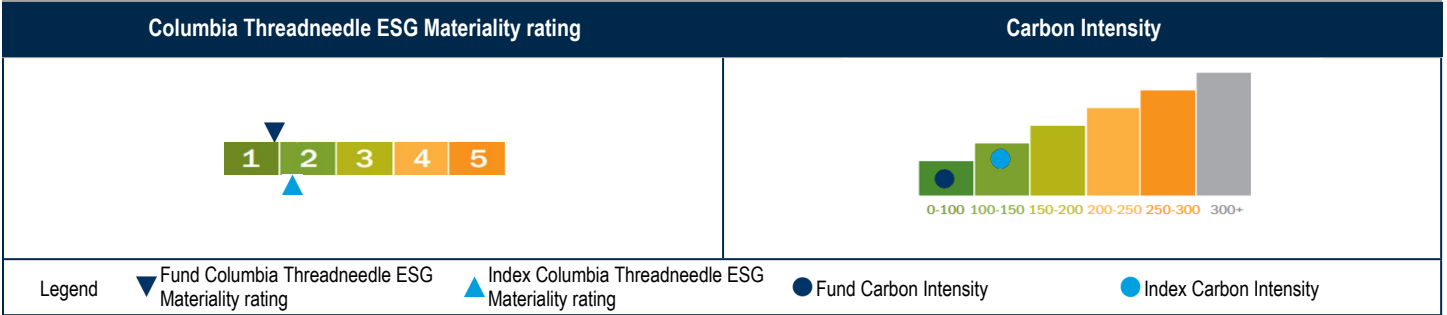 Columbia Threadneedle ESG Materiality rating
Carbon Intensity
1 2 3 4 5
0-100 100-150 150-200 200-250 250-300 300+
Legend
Fund Columbia Threadneedle ESG
Materiality rating
Index Columbia Threadneedle ESG
Materiality rating
Fund Carbon Intensity
Index Carbon Intensity